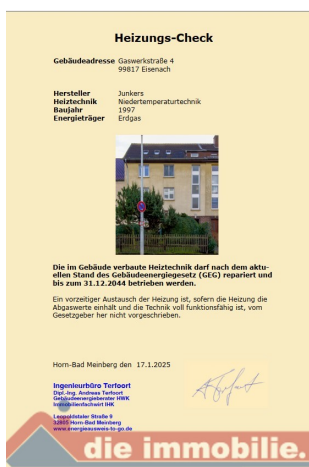 Heizungs-Check
Gebäudeadresse Gaswerkstraße 4
99817 Eisenach
Hersteller Junkers
Heiztechnik Niedertemperaturtechnik
Baujahr 1997
Energieträger Erdgas
Die im Gebäude verbaute Heiztechnik darf nach dem aktu-
ellen Stand des Gebäudeenergiegesetz (GEG) repariert und
bis zum 31.12.2044 betrieben werden.
Ein vorzeitiger Austausch der Heizung ist, sofern die Heizung die
Abgaswerte einhält und die Technik voll funktionsfähig ist, vom
Gesetzgeber her nicht vorgeschrieben.
Horn-Bad Meinberg den 17.1.2025
Ingenieurbüro Terfoort
Dipl.-Ing. Andreas Terfoort
Gebäudeenergieberater HWK
Immobilienfachwirt IHK
Leopoldstaler Straße 9
32805 Horn-Bad Meinberg
www.energieausweis-to-go.de
die immobilie.